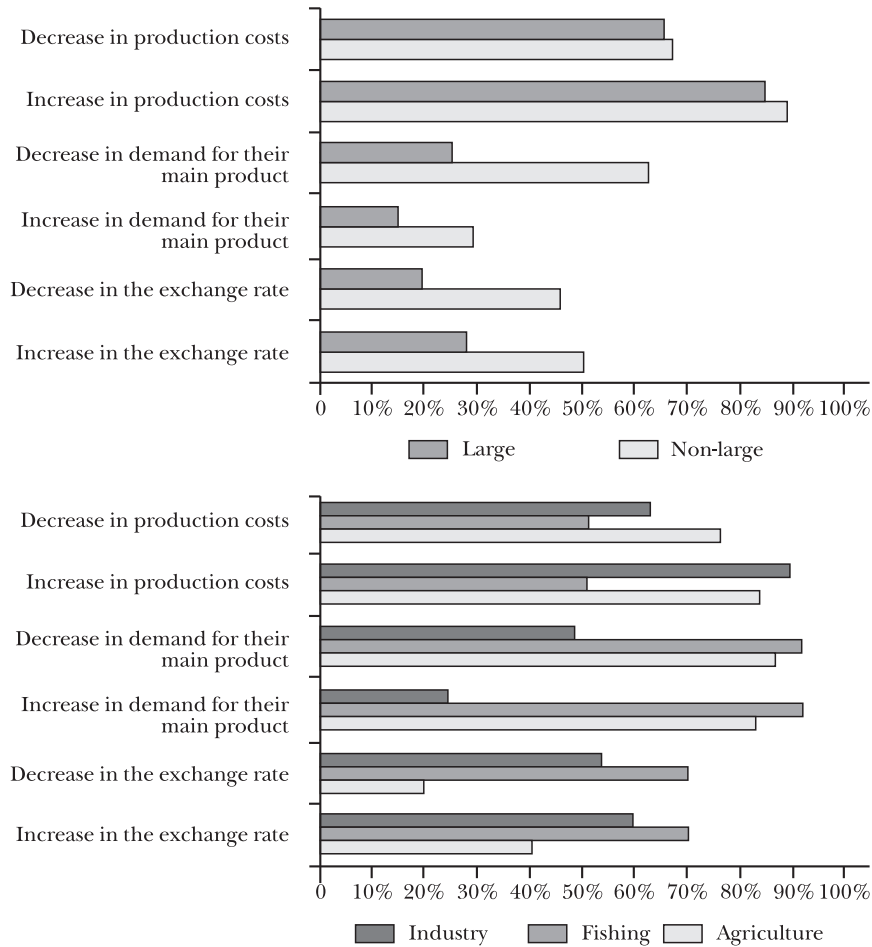 Decrease in production costs
Increase in production costs
Decrease in demand for their
main product
Increase in demand for their
main product
Decrease in the exchange rate
Increase in the exchange rate
0 10% 20% 30% 40% 50% 60% 70% 80% 90% 100%
Large Non-large
Decrease in production costs
Increase in production costs
Decrease in demand for their
main product
Increase in demand for their
main product
Decrease in the exchange rate
Increase in the exchange rate
0 10% 20% 30% 40% 50% 60% 70% 80% 90% 100%
Industry Fishing Agriculture